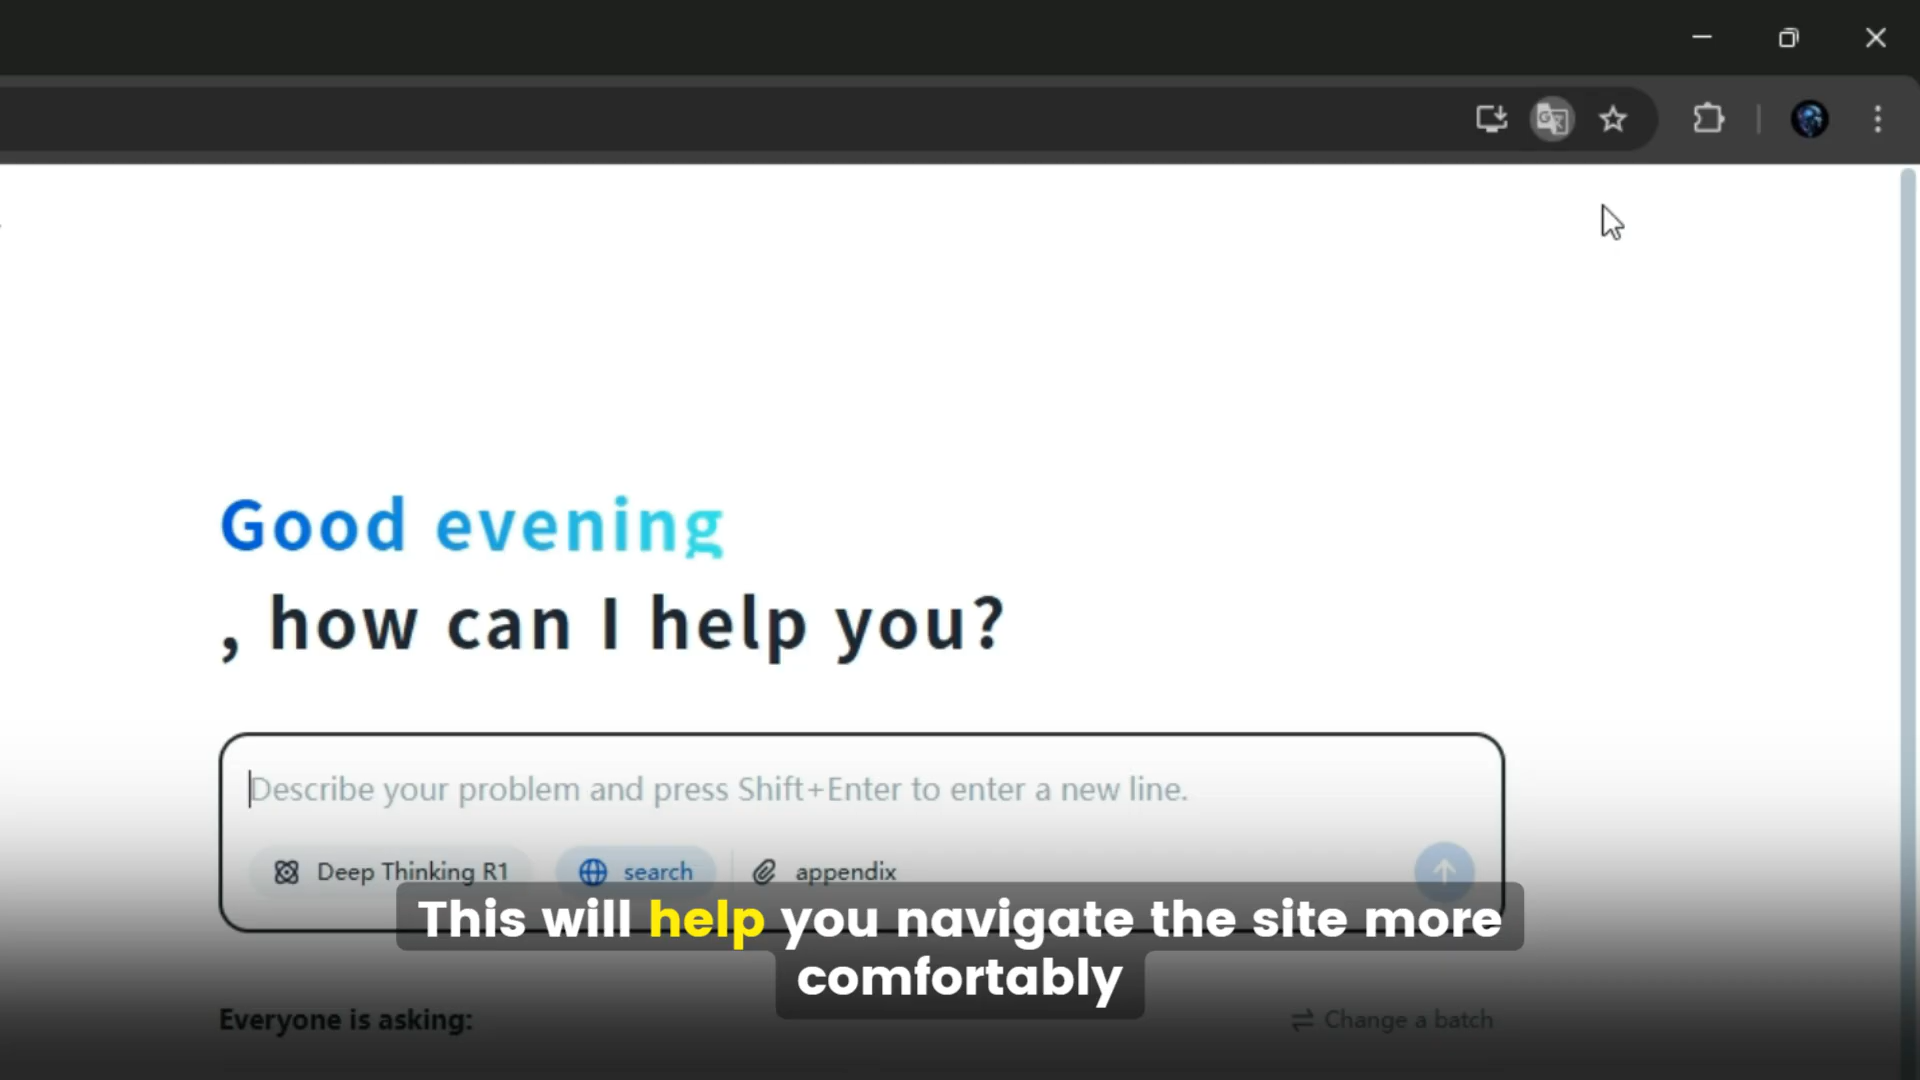 Good evening
, how can I help you?
Describe your problem and press Shift+Enter to enter a new line.
Deep Thinking R1
search
appendix
This will help you navigate the site more
comfortably
Everyone is asking:
Change a batch